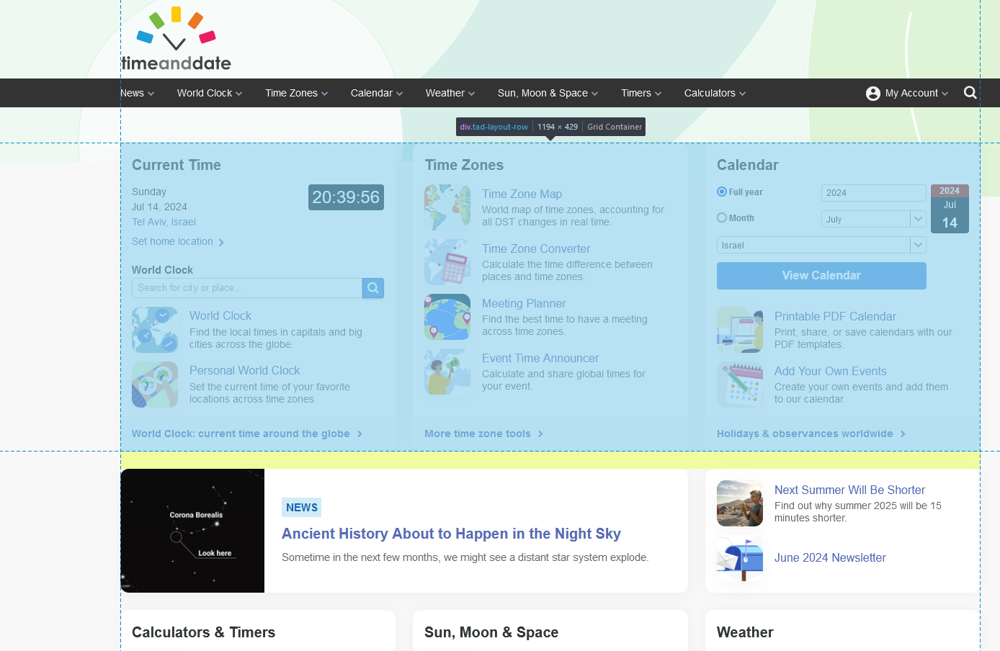 timeanddate
News
World Clock
Time Zones
Calendar
Weather
Sun, Moon & Space
Timers
Calculators
My Account
div.tad-layout-row 1194 × 429 Grid Container
Current Time
Sunday
Jul 14, 2024
Tel Aviv, Israel
20:39:56
Set home location
World Clock
Search for city or place...
World Clock
Find the local times in capitals and big
cities across the globe.
Personal World Clock
Set the current time of your favorite
locations across time zones.
World Clock: current time around the globe
Time Zones
Time Zone Map
World map of time zones, accounting for
all DST changes in real time.
Time Zone Converter
Calculate the time difference between
places and time zones.
Meeting Planner
Find the best time to have a meeting
across time zones.
Event Time Announcer
Calculate and share global times for
your event.
More time zone tools
Calendar
Full year
2024
Month
July
Israel
2024
Jul
14
View Calendar
Printable PDF Calendar
Print, share, or save calendars with our
PDF templates.
Add Your Own Events
Create your own events and add them
to our calendar.
Holidays & observances worldwide
Corona Borealis
Look here
NEWS
Ancient History About to Happen in the Night Sky
Sometime in the next few months, we might see a distant star system explode.
Next Summer Will Be Shorter
Find out why summer 2025 will be 15
minutes shorter.
June 2024 Newsletter
Calculators & Timers
Sun, Moon & Space
Weather